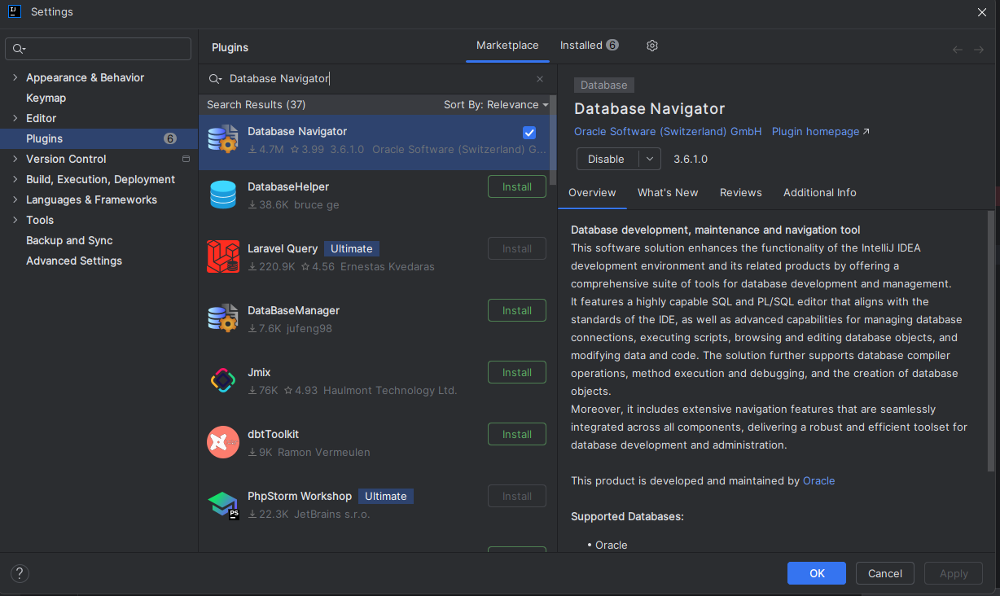 Settings
Plugins
Marketplace
Installed 6
Appearance & Behavior
Keymap
Editor
Plugins 6
Version Control
Build, Execution, Deployment
Languages & Frameworks
Tools
Backup and Sync
Advanced Settings
Database Navigator
Search Results (37) Sort By: Relevance
Database Navigator
4.7M 3.99 3.6.1.0 Oracle Software (Switzerland) G...
DatabaseHelper Install
38.6K bruce ge
Laravel Query Ultimate Install
220.9K 4.56 Ernestas Kvedaras
DataBaseManager Install
7.6K jufeng98
Jmix Install
76K 4.93 Haulmont Technology Ltd.
dbtToolkit Install
9K Ramon Vermeulen
PhpStorm Workshop Ultimate Install
PS
22.3K JetBrains s.r.o.
Database
Database Navigator
Oracle Software (Switzerland) GmbH Plugin homepage
Disable 3.6.1.0
Overview What's New Reviews Additional Info
Database development, maintenance and navigation tool
This software solution enhances the functionality of the IntelliJ IDEA
development environment and its related products by offering a
comprehensive suite of tools for database development and management.
It features a highly capable SQL and PL/SQL editor that aligns with the
standards of the IDE, as well as advanced capabilities for managing database
connections, executing scripts, browsing and editing database objects, and
modifying data and code. The solution further supports database compiler
operations, method execution and debugging, and the creation of database
objects.
Moreover, it includes extensive navigation features that are seamlessly
integrated across all components, delivering a robust and efficient toolset for
database development and administration.
This product is developed and maintained by Oracle
Supported Databases:
• Oracle
?
OK Cancel Apply